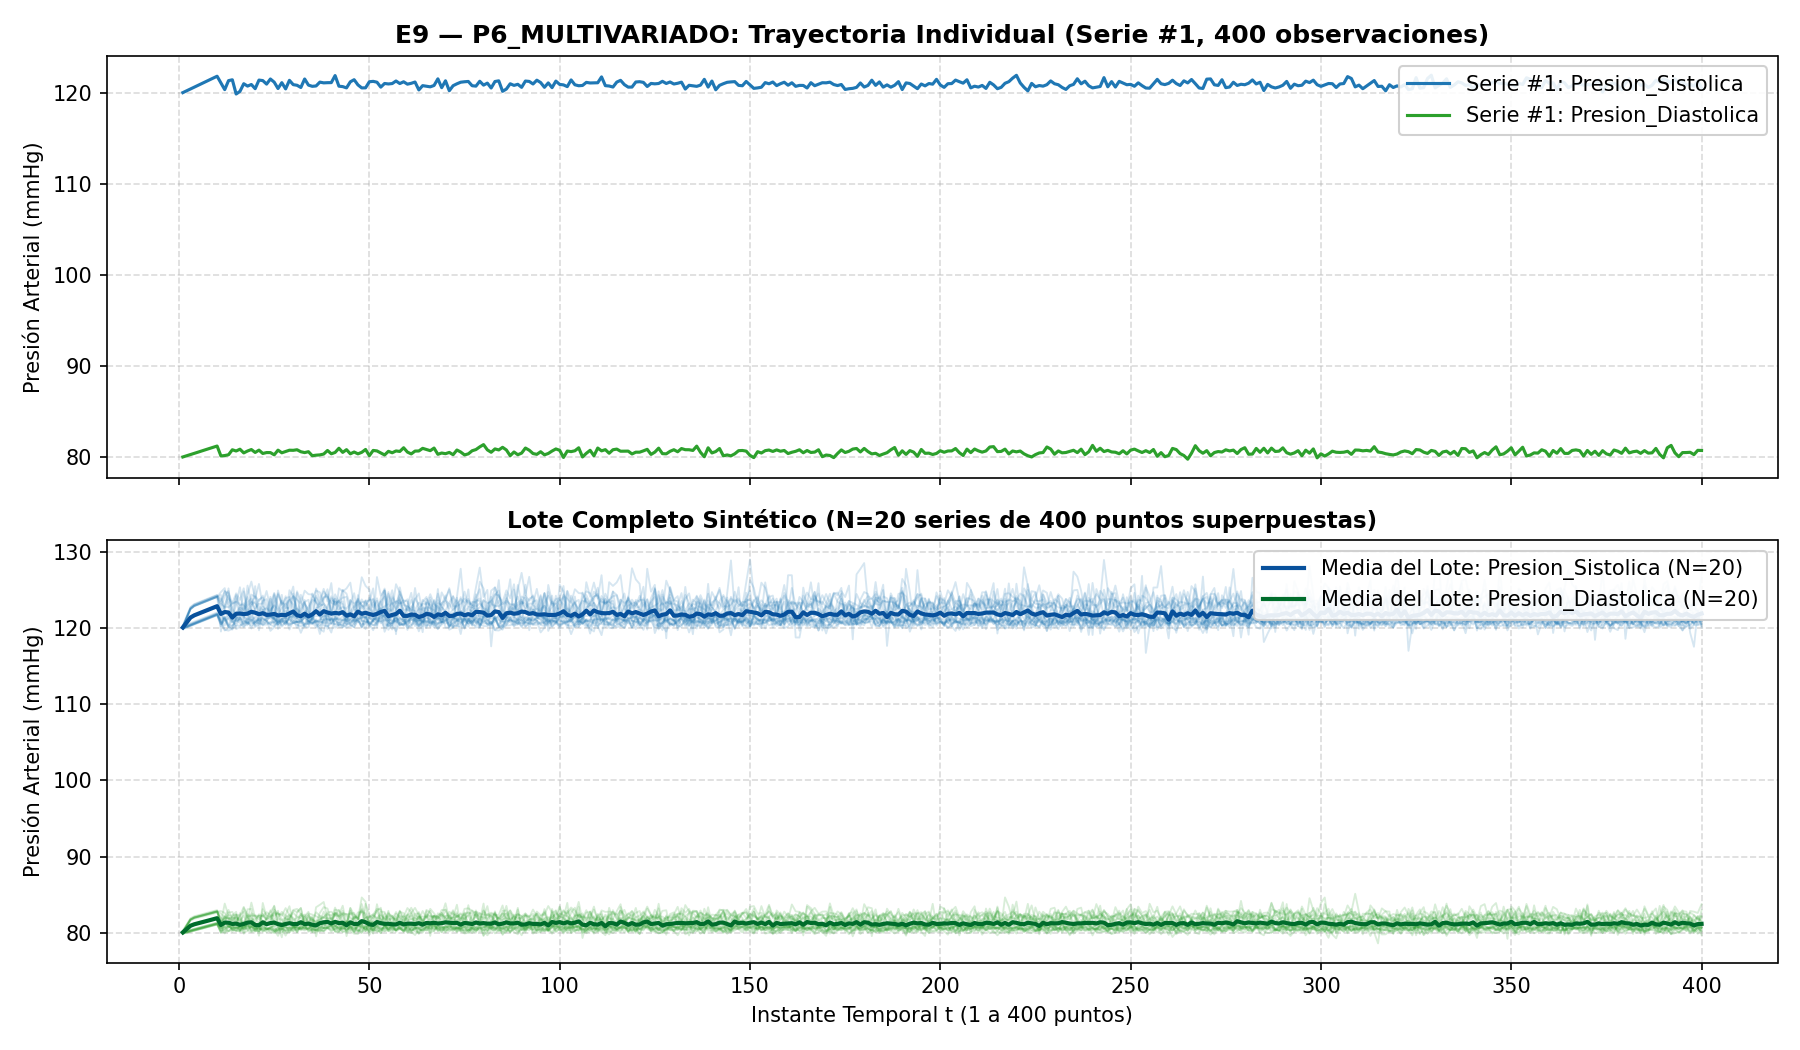 E9 — P6_MULTIVARIADO: Trayectoria Individual (Serie #1, 400 observaciones)
Serie #1: Presion_Sistolica
Serie #1: Presion_Diastolica
Presión Arterial (mmHg)
120
110
100
90
80
Lote Completo Sintético (N=20 series de 400 puntos superpuestas)
Media del Lote: Presion_Sistolica (N=20)
Media del Lote: Presion_Diastolica (N=20)
Presión Arterial (mmHg)
130
120
110
100
90
80
0 50 100 150 200 250 300 350 400
Instante Temporal t (1 a 400 puntos)